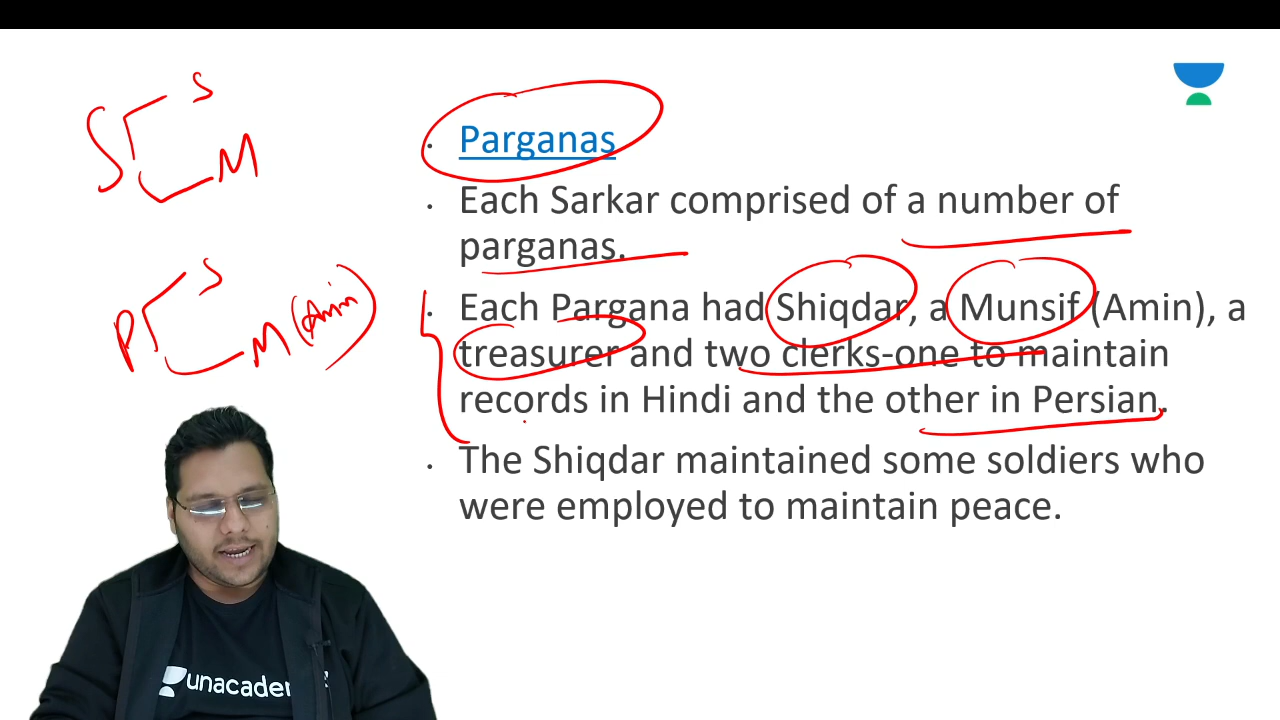 S
S
M
Parganas
Each Sarkar comprised of a number of
parganas.
P
S
M (Amin)
Each Pargana had Shiqdar, a Munsif (Amin), a
treasurer and two clerks-one to maintain
records in Hindi and the other in Persian.
The Shiqdar maintained some soldiers who
were employed to maintain peace.